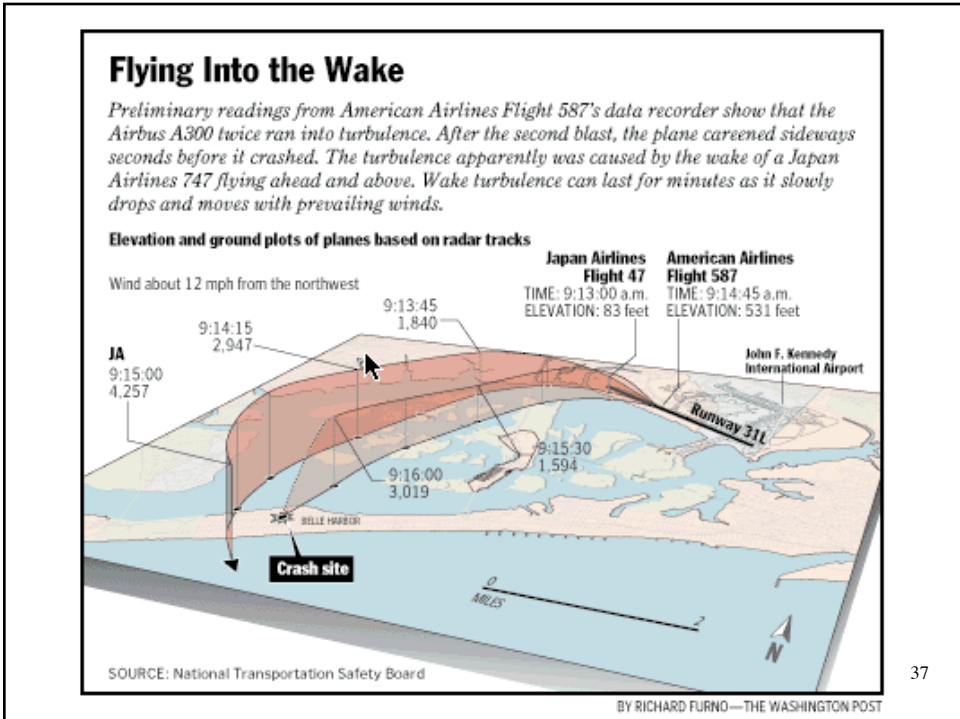 Flying Into the Wake
Preliminary readings from American Airlines Flight 587's data recorder show that the
Airbus A300 twice ran into turbulence. After the second blast, the plane careened sideways
seconds before it crashed. The turbulence apparently was caused by the wake of a Japan
Airlines 747 flying ahead and above. Wake turbulence can last for minutes as it slowly
drops and moves with prevailing winds.
Elevation and ground plots of planes based on radar tracks
Wind about 12 mph from the northwest
Japan Airlines
Flight 47
TIME: 9:13:00 a.m.
ELEVATION: 83 feet
American Airlines
Flight 587
TIME: 9:14:45 a.m.
ELEVATION: 531 feet
9:13:45
1,840
9:14:15
2,947
JA
9:15:00
4,257
John F. Kennedy
International Airport
Runway 31L
9:15:30
1,594
9:16:00
3,019
BELLE HARBOR
Crash site
0
2
MILES
N
SOURCE: National Transportation Safety Board
37
BY RICHARD FURNO—THE WASHINGTON POST